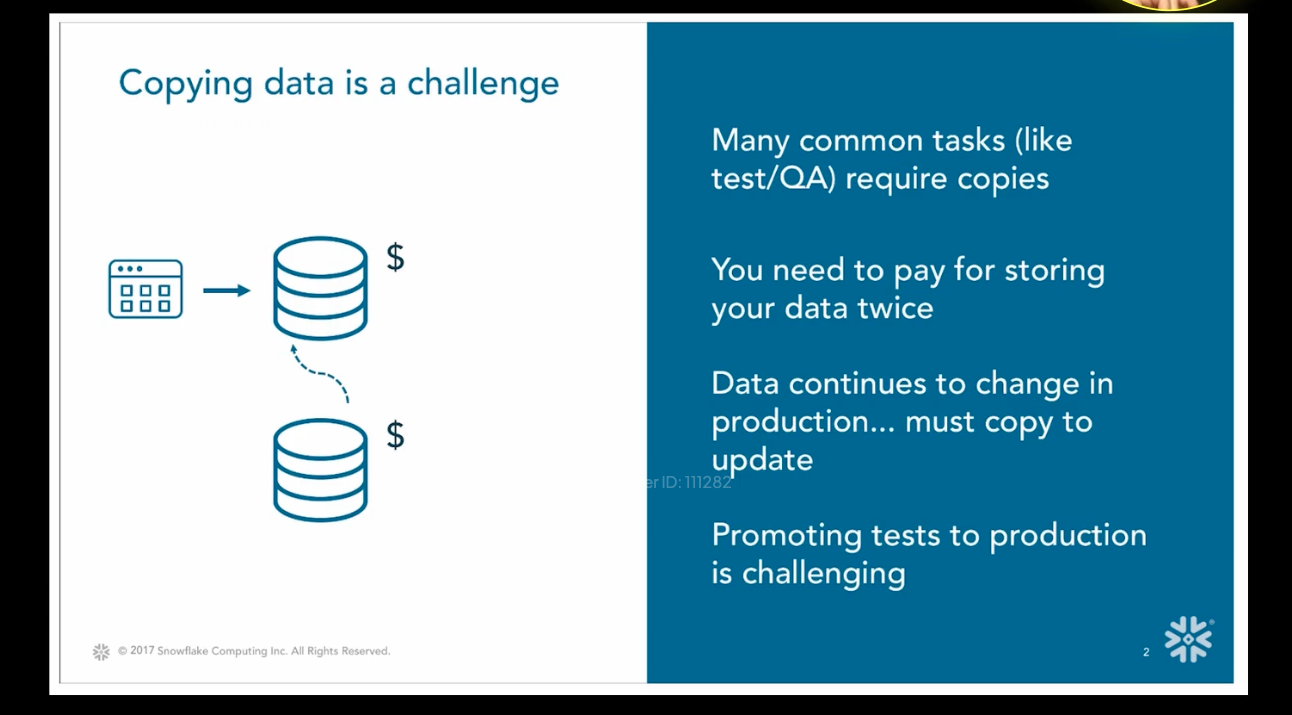 Copying data is a challenge
$
$
Many common tasks (like
test/QA) require copies
You need to pay for storing
your data twice
Data continues to change in
production... must copy to
update
er ID: 111282
Promoting tests to production
is challenging
© 2017 Snowflake Computing Inc. All Rights Reserved.
2